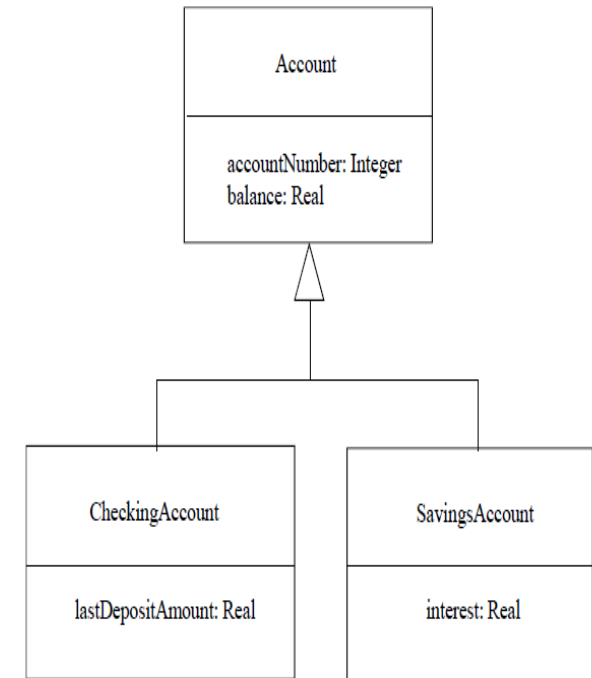 Account
accountNumber: Integer
balance: Real
CheckingAccount
lastDepositAmount: Real
SavingsAccount
interest: Real